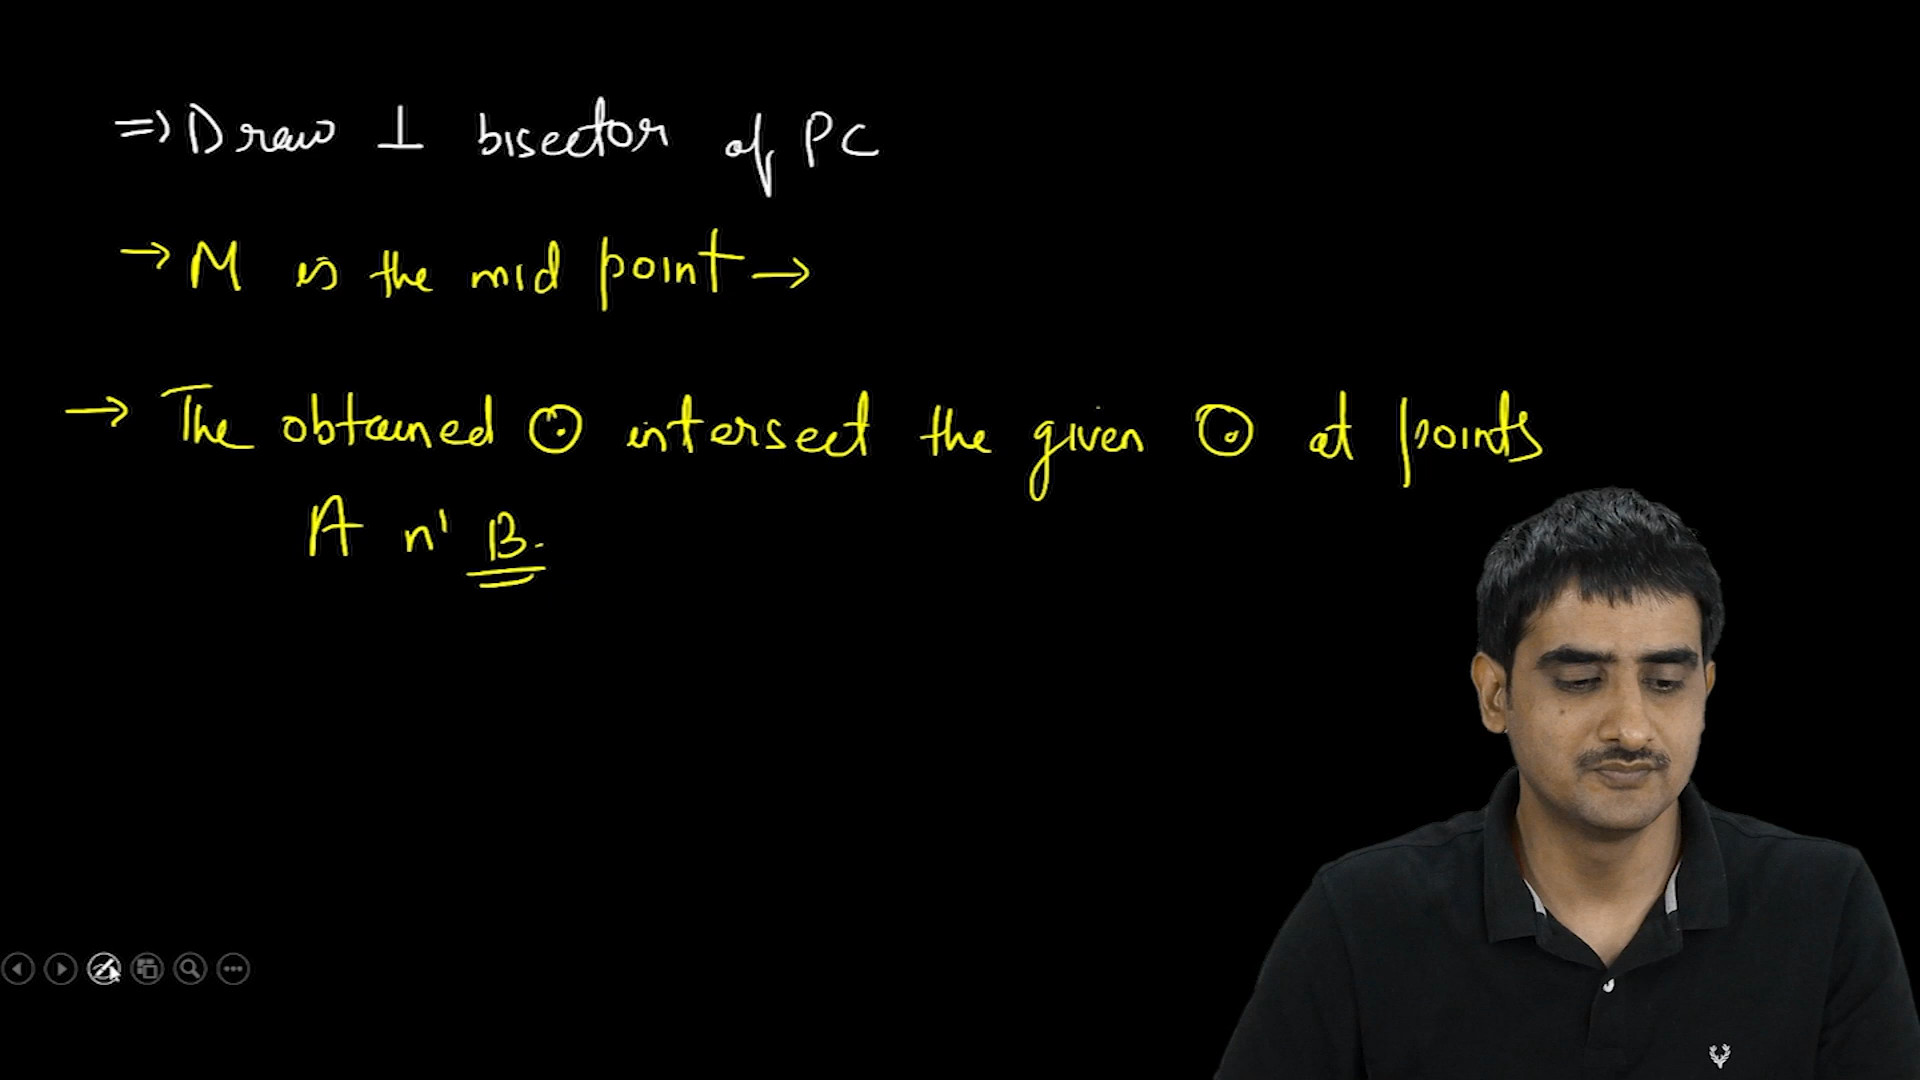 ⇒ Draw ⊥ bisector of PC
→ M is the mid point →
→ The obtained ⊙ intersect the given ⊙ at points
A n' B.